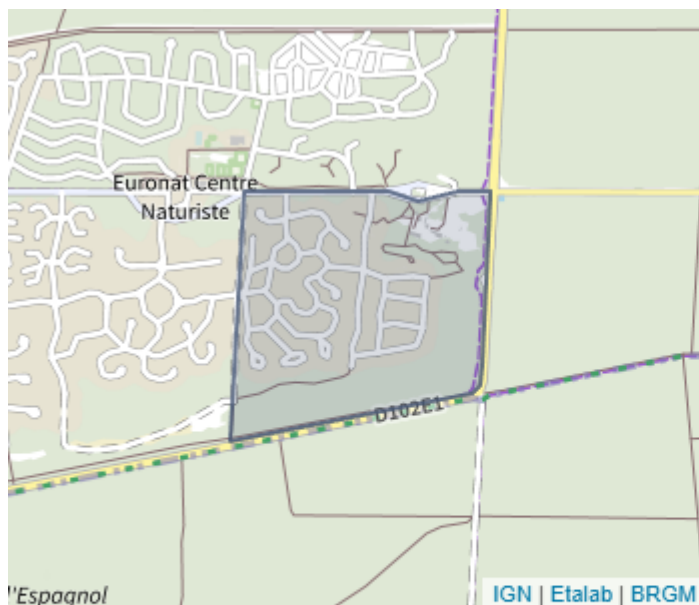 Euronat Centre
Naturiste
D102E1
l'Espagnol
IGN | Etalab | BRGM